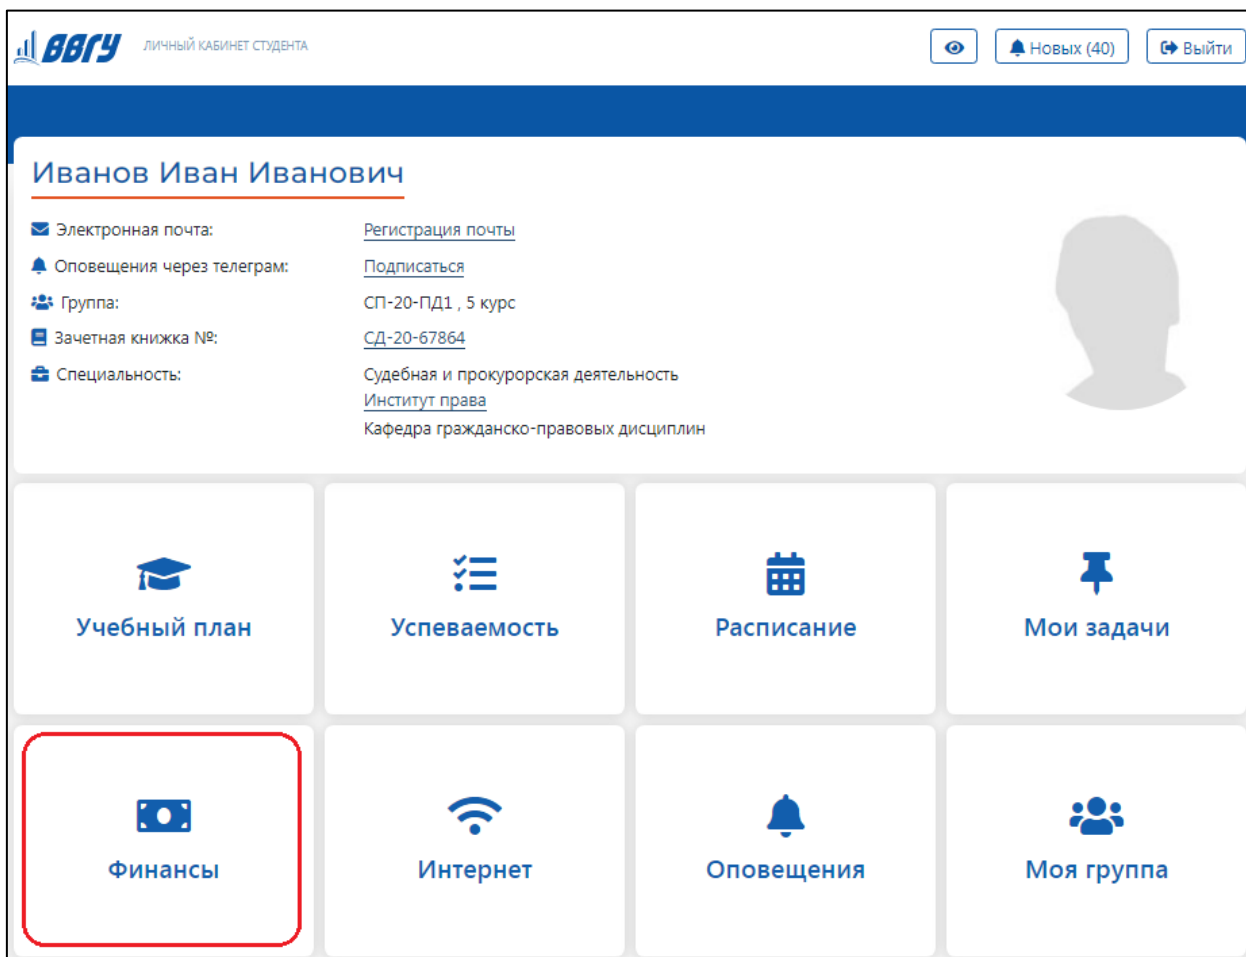 ВВГУ ЛИЧНЫЙ КАБИНЕТ СТУДЕНТА Новых (40) Выйти
Иванов Иван Иванович
Электронная почта: Регистрация почты
Оповещения через телеграм: Подписаться
Группа: СП-20-ПД1 , 5 курс
Зачетная книжка №: СД-20-67864
Специальность: Судебная и прокурорская деятельность
Институт права
Кафедра гражданско-правовых дисциплин
Учебный план Успеваемость Расписание Мои задачи
Финансы Интернет Оповещения Моя группа